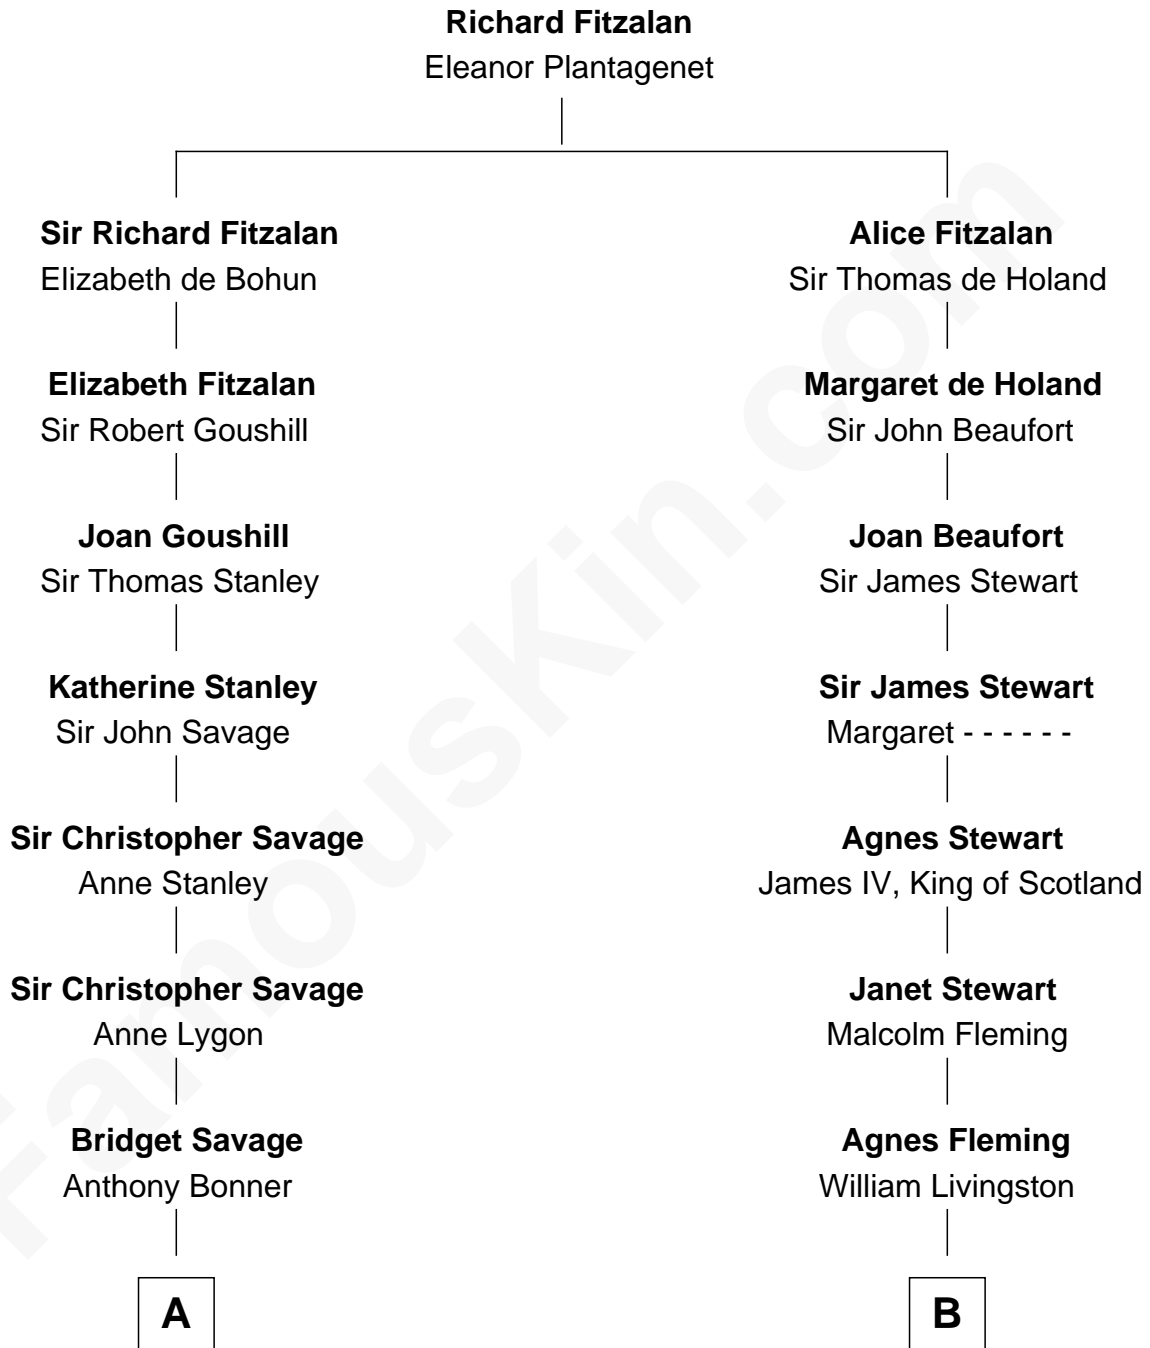 Richard Fitzalan
Eleanor Plantagenet
Sir Richard Fitzalan
Elizabeth de Bohun
Alice Fitzalan
Sir Thomas de Holand
Elizabeth Fitzalan
Sir Robert Goushill
Margaret de Holand
Sir John Beaufort
Joan Goushill
Sir Thomas Stanley
Joan Beaufort
Sir James Stewart
Katherine Stanley
Sir John Savage
Sir James Stewart
Margaret - - - - - -
Sir Christopher Savage
Anne Stanley
Agnes Stewart
James IV, King of Scotland
Sir Christopher Savage
Anne Lygon
Janet Stewart
Malcolm Fleming
Bridget Savage
Anthony Bonner
Agnes Fleming
William Livingston
A
B
FamousKin.com